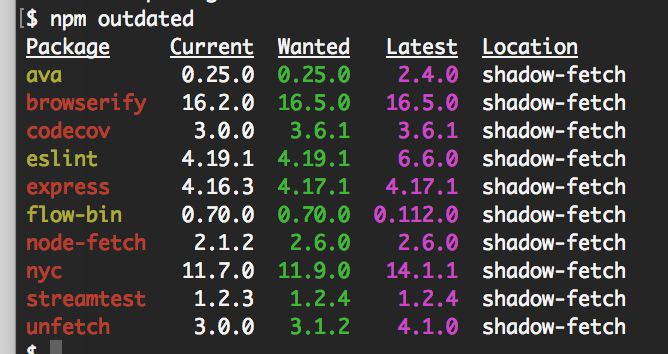 [$ npm outdated
Package Current Wanted Latest Location
ava 0.25.0 0.25.0 2.4.0 shadow-fetch
browserify 16.2.0 16.5.0 16.5.0 shadow-fetch
codecov 3.0.0 3.6.1 3.6.1 shadow-fetch
eslint 4.19.1 4.19.1 6.6.0 shadow-fetch
express 4.16.3 4.17.1 4.17.1 shadow-fetch
flow-bin 0.70.0 0.70.0 0.112.0 shadow-fetch
node-fetch 2.1.2 2.6.0 2.6.0 shadow-fetch
nyc 11.7.0 11.9.0 14.1.1 shadow-fetch
streamtest 1.2.3 1.2.4 1.2.4 shadow-fetch
unfetch 3.0.0 3.1.2 4.1.0 shadow-fetch
$